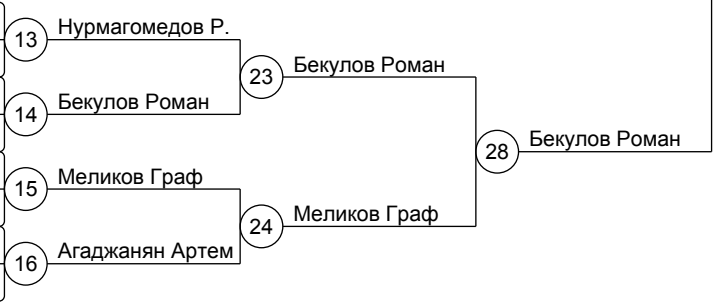 13 Нурмагомедов Р.
23 Бекулов Роман
14 Бекулов Роман
28 Бекулов Роман
15 Меликов Граф
24 Меликов Граф
16 Агаджанян Артем